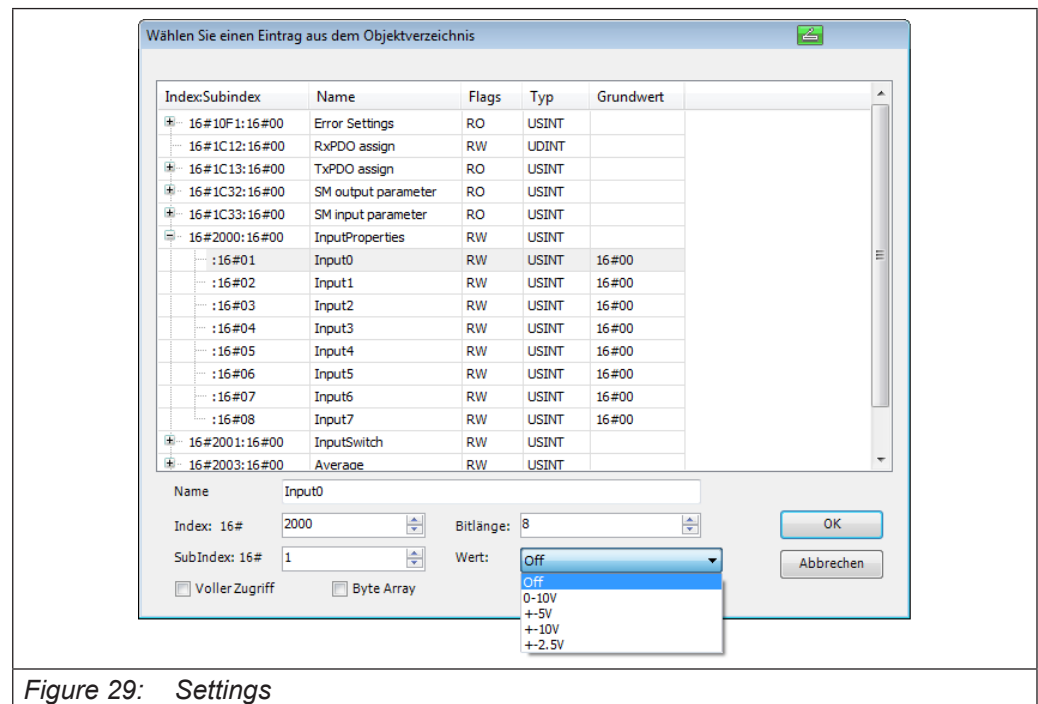 Wählen Sie einen Eintrag aus dem Objektverzeichnis
Index:Subindex Name Flags Typ Grundwert
16#10F1:16#00 Error Settings RO USINT
16#1C12:16#00 RxPDO assign RW UDINT
16#1C13:16#00 TxPDO assign RO USINT
16#1C32:16#00 SM output parameter RO USINT
16#1C33:16#00 SM input parameter RO USINT
16#2000:16#00 InputProperties RW USINT
:16#01 Input0 RW USINT 16#00
:16#02 Input1 RW USINT 16#00
:16#03 Input2 RW USINT 16#00
:16#04 Input3 RW USINT 16#00
:16#05 Input4 RW USINT 16#00
:16#06 Input5 RW USINT 16#00
:16#07 Input6 RW USINT 16#00
:16#08 Input7 RW USINT 16#00
16#2001:16#00 InputSwitch RW USINT
16#2003:16#00 Average RW USINT
Name Input0
Index: 16# 2000 Bitlänge: 8 OK
SubIndex: 16# 1 Wert: Off Abbrechen
Voller Zugriff Byte Array
Off
0-10V
+-5V
+-10V
+-2.5V
Figure 29: Settings